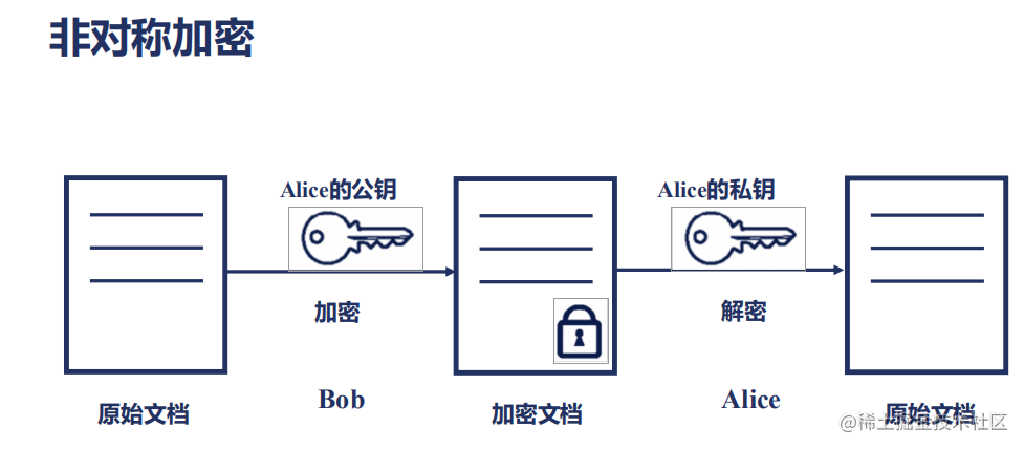 非对称加密
Alice的公钥
Alice的私钥
加密
解密
Bob
Alice
原始文档
加密文档
原始文档
@稀土掘金技术社区